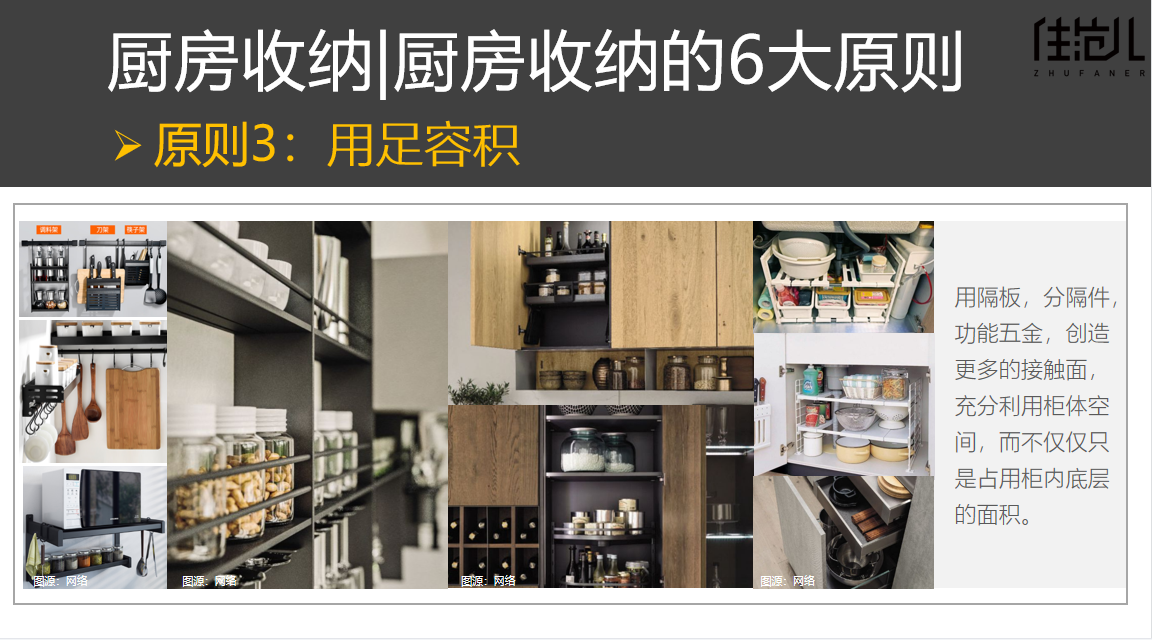 厨房收纳|厨房收纳的6大原则
住范儿
ZHUFANER
➢ 原则3：用足容积
调料架 刀架 筷子架
图源：网络
图源：网络
图源：网络
图源：网络
用隔板，分隔件，
功能五金，创造
更多的接触面，
充分利用柜体空
间，而不仅仅只
是占用柜内底层
的面积。